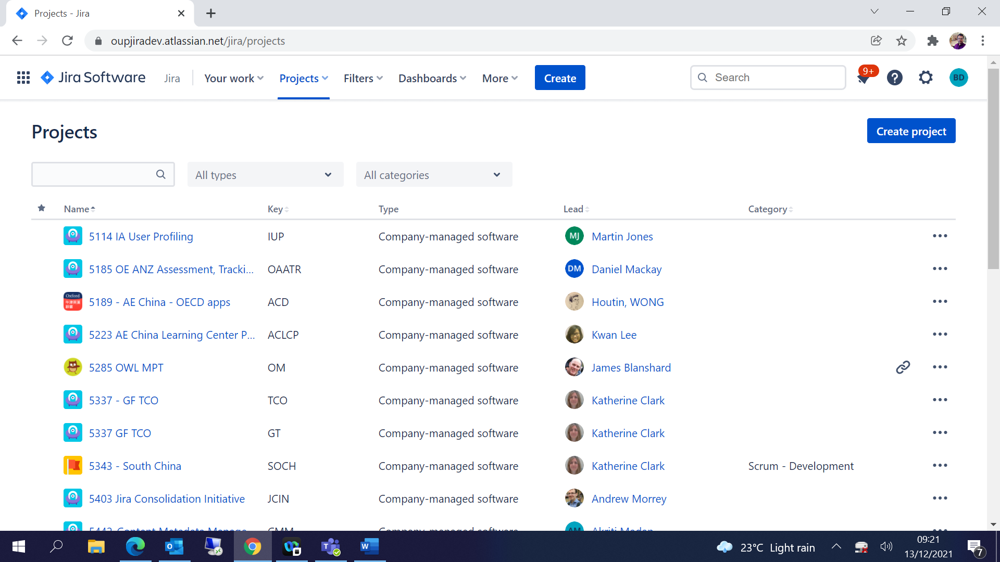 Projects - Jira
oupjiradev.atlassian.net/jira/projects
Jira Software Jira Your work Projects Filters Dashboards More Create Search 9+ BD
Projects
Create project
All types All categories
Name Key Type Lead Category
5114 IA User Profiling IUP Company-managed software MJ Martin Jones
5185 OE ANZ Assessment, Tracki... OAATR Company-managed software DM Daniel Mackay
Oxford
5189 - AE China - OECD apps ACD Company-managed software Houtin, WONG
5223 AE China Learning Center P... ACLCP Company-managed software Kwan Lee
5285 OWL MPT OM Company-managed software James Blanshard
5337 - GF TCO TCO Company-managed software Katherine Clark
5337 GF TCO GT Company-managed software Katherine Clark
5343 - South China SOCH Company-managed software Katherine Clark Scrum - Development
5403 Jira Consolidation Initiative JCIN Company-managed software Andrew Morrey
Company-managed software
23°C Light rain
09:21
13/12/2021
7